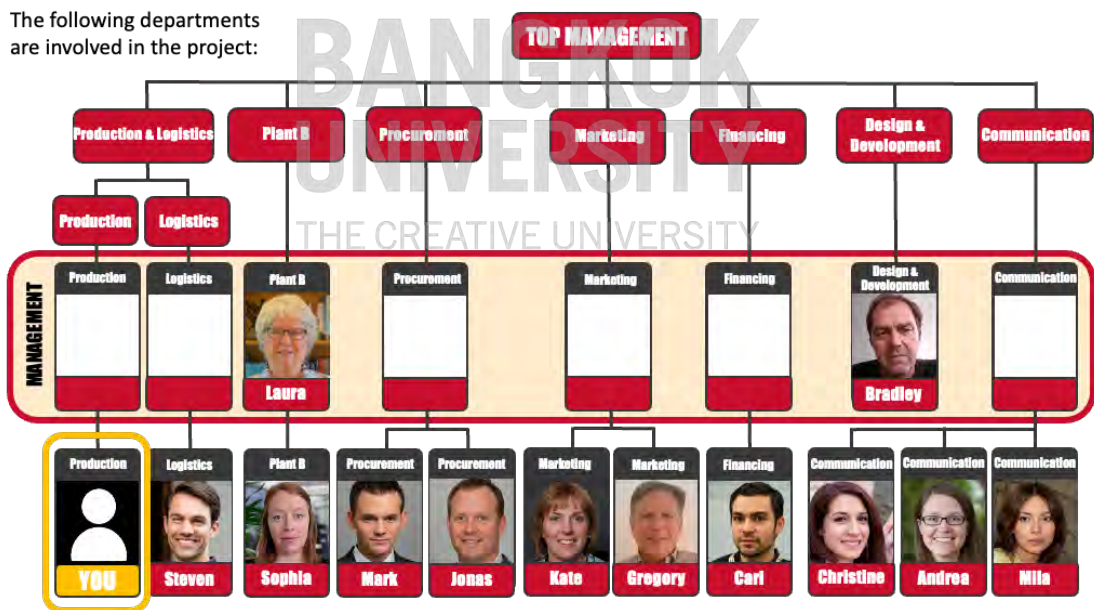 The following departments
are involved in the project:
TOP MANAGEMENT
BANGKOK
UNIVERSITY
THE CREATIVE UNIVERSITY
Production & Logistics
Plant B
Procurement
Marketing
Financing
Design &
Development
Communication
Production
Logistics
MANAGEMENT
Production
Logistics
Plant B
Laura
Procurement
Marketing
Financing
Design &
Development
Bradley
Communication
Production
YOU
Logistics
Steven
Plant B
Sophia
Procurement
Mark
Procurement
Jonas
Marketing
Kate
Marketing
Gregory
Financing
Carl
Communication
Christine
Communication
Andrea
Communication
Mila